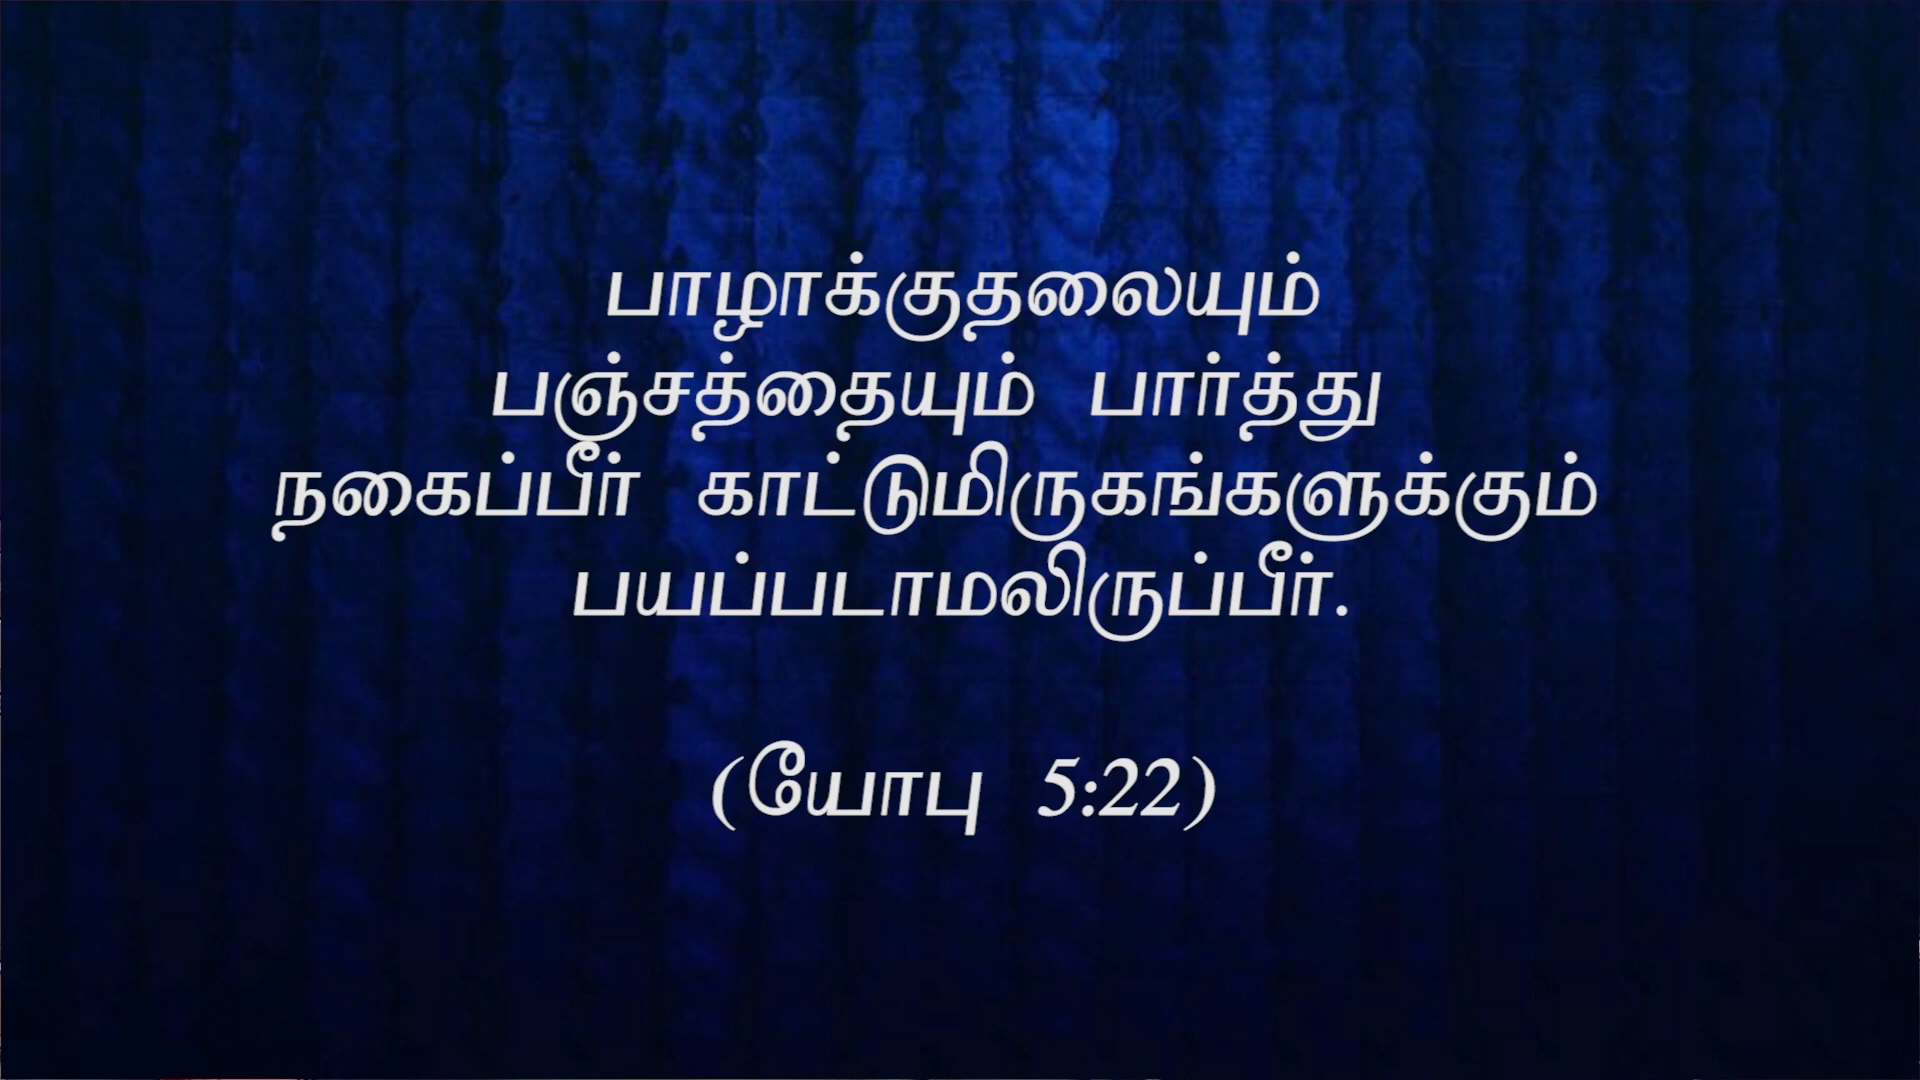 பாழாக்குதலையும்
பஞ்சத்தையும் பார்த்து
நகைப்பீர் காட்டுமிருகங்களுக்கும்
பயப்படாமலிருப்பீர்.
(யோபு 5:22)